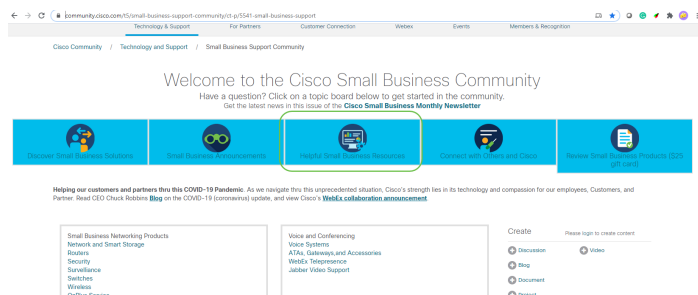 community.cisco.com/t5/small-business-support-community/ct-p/5541-small-business-support
Technology & Support For Partners Customer Connection Webex Events Members & Recognition
Cisco Community / Technology and Support / Small Business Support Community
Welcome to the Cisco Small Business Community
Have a question? Click on a topic board below to get started in the community.
Get the latest news in this issue of the Cisco Small Business Monthly Newsletter
Discover Small Business Solutions
Small Business Announcements
Helpful Small Business Resources
Connect with Others and Cisco
Review Small Business Products ($25
gift card)
Helping our customers and partners thru this COVID-19 Pandemic. As we navigate thru this unprecedented situation, Cisco's strength lies in its technology and compassion for our employees, Customers, and
Partner. Read CEO Chuck Robbins Blog on the COVID-19 (coronavirus) update, and view Cisco's WebEx collaboration announcement.
Small Business Networking Products
Network and Smart Storage
Routers
Security
Surveillance
Switches
Wireless
OnPlus Service
Voice and Conferencing
Voice Systems
ATAs, Gateways,and Accessories
WebEx Telepresence
Jabber Video Support
Create Please login to create content
Discussion Video
Blog
Document
Project